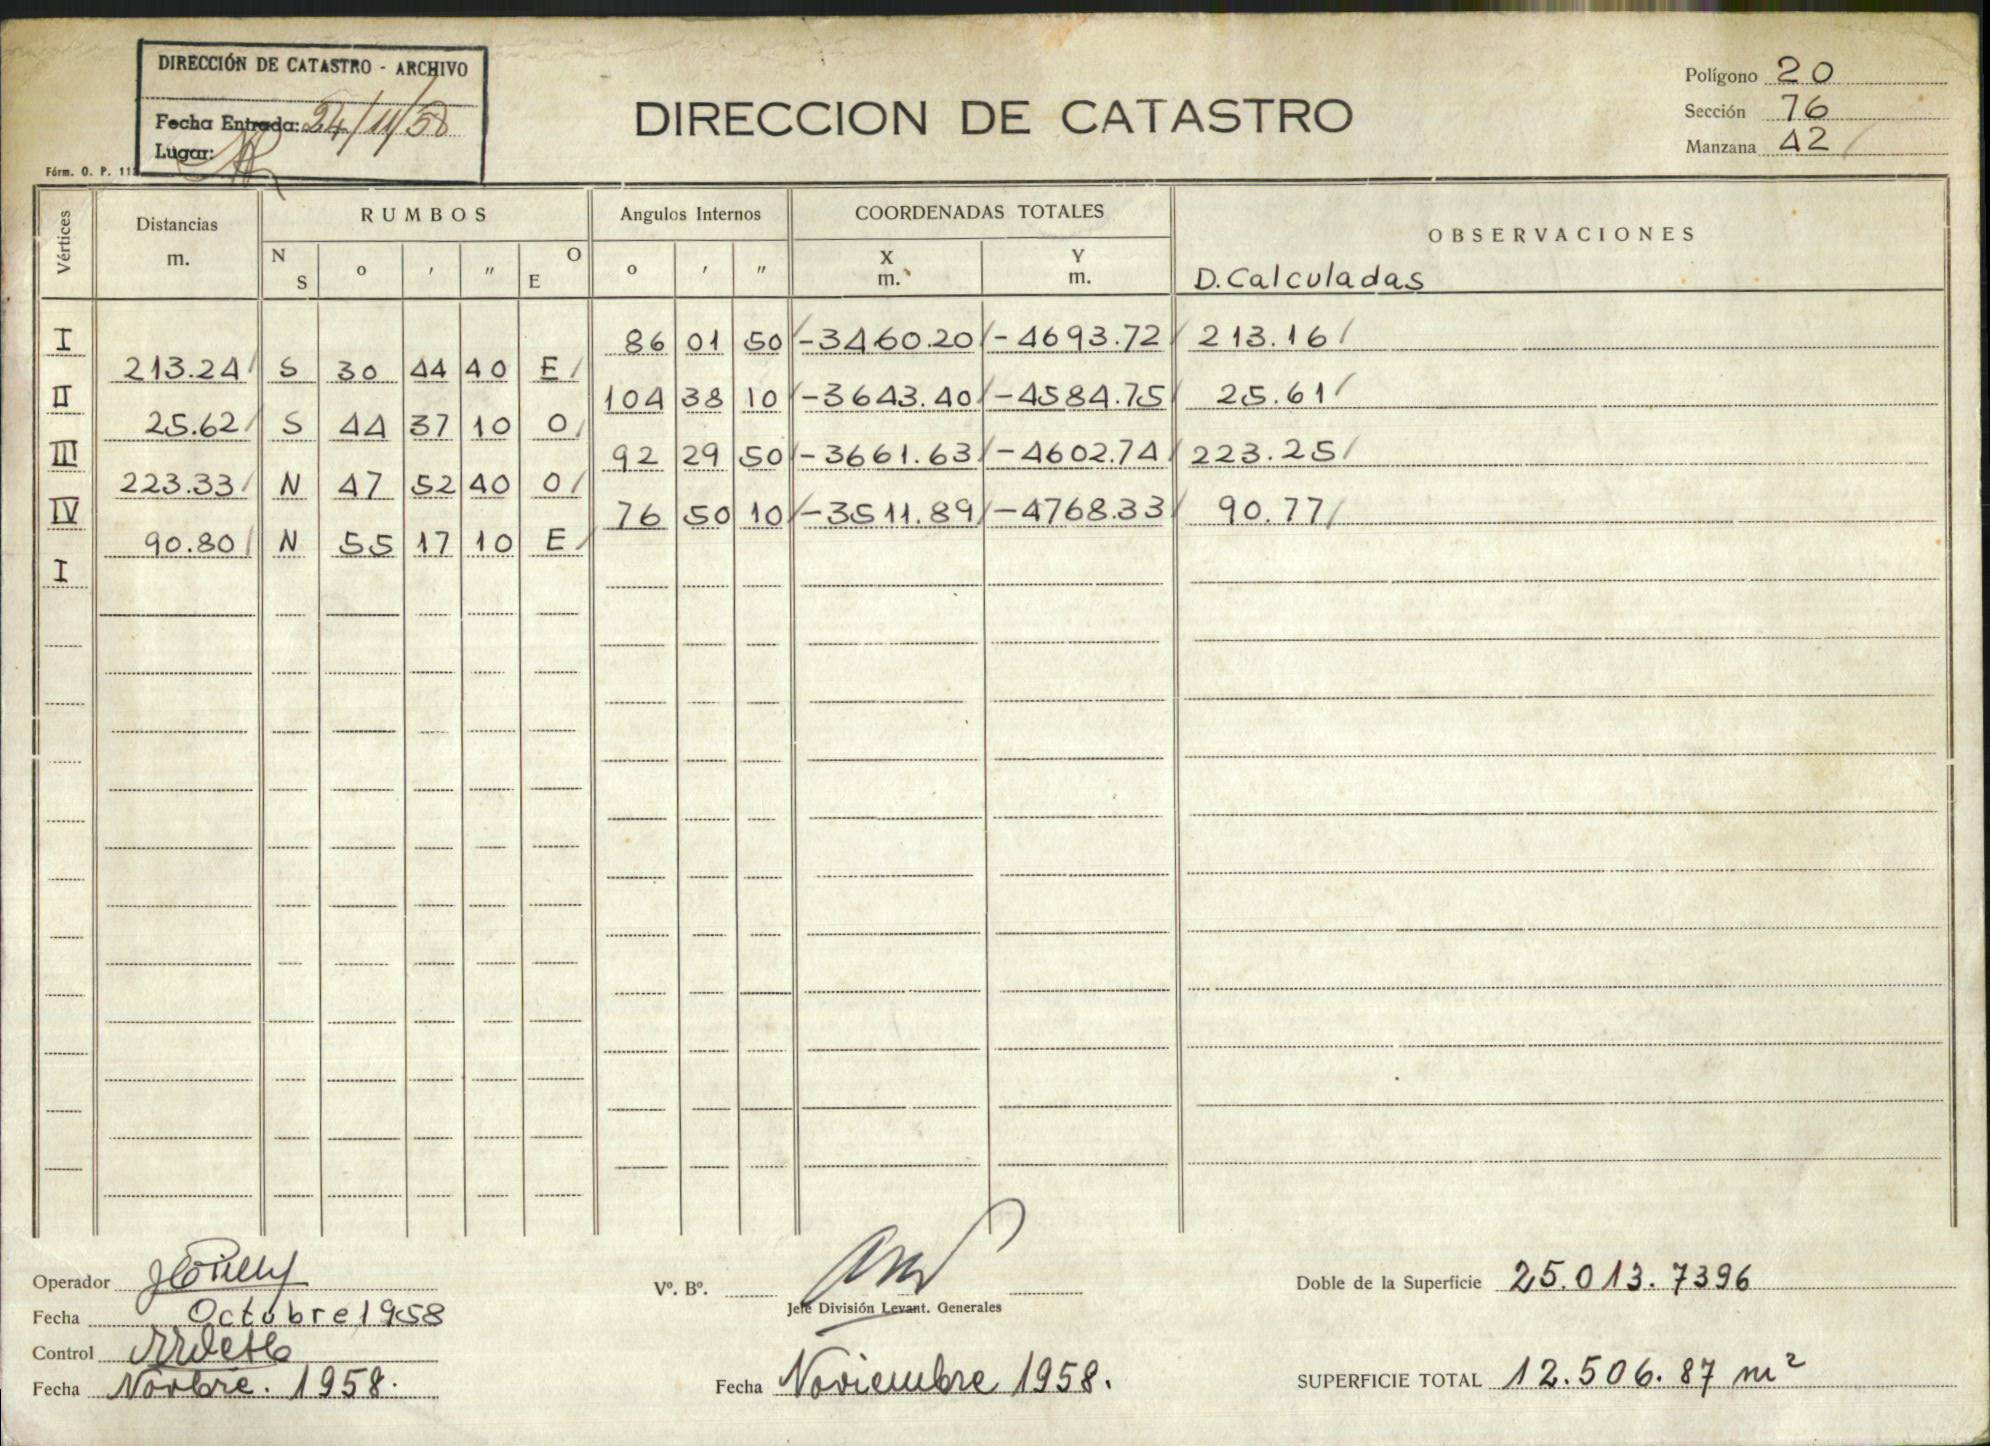 DIRECCIÓN DE CATASTRO - ARCHIVO
Fecha Entrada: 24/11/58
Lugar:
Fórm. O. P. 11
DIRECCION DE CATASTRO
Polígono 20
Sección 76
Manzana 42
Vértices Distancias m. RUMBOS Angulos Internos COORDENADAS TOTALES OBSERVACIONES
N S o ' " O E o ' " X m. Y m. D. Calculadas
I 86 01 50 -3460.20 -4693.72 213.16
213.24 S 30 44 40 E
II 104 38 10 -3643.40 -4584.75 25.61
25.62 S 44 37 10 O
III 92 29 50 -3661.63 -4602.74 223.25
223.33 N 47 52 40 O
IV 76 50 10 -3511.89 -4768.33 90.77
90.80 N 55 17 10 E
I
Operador
Fecha Octobre 1958
Control
Fecha Novbre. 1958.
Vº. Bº.
Jefe División Levant. Generales
Fecha Noviembre 1958.
Doble de la Superficie 25.013.7396
SUPERFICIE TOTAL 12.506.87 m²